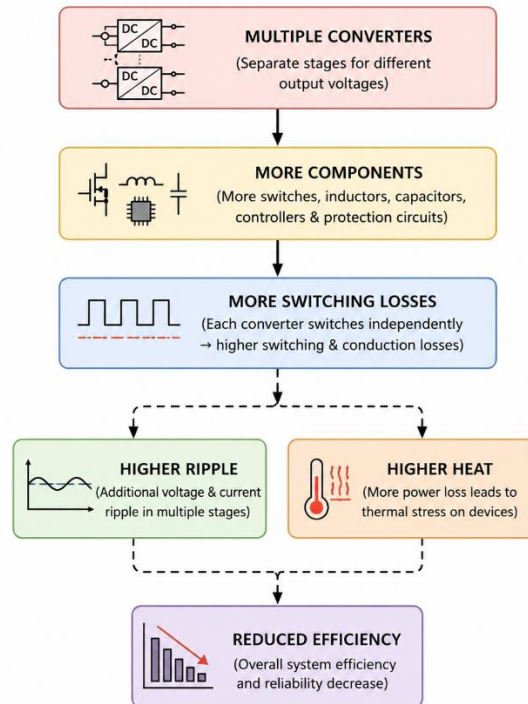 DC
DC
DC
DC
MULTIPLE CONVERTERS
(Separate stages for different
output voltages)
MORE COMPONENTS
(More switches, inductors, capacitors,
controllers & protection circuits)
MORE SWITCHING LOSSES
(Each converter switches independently
→ higher switching & conduction losses)
HIGHER RIPPLE
(Additional voltage & current
ripple in multiple stages)
HIGHER HEAT
(More power loss leads to
thermal stress on devices)
REDUCED EFFICIENCY
(Overall system efficiency
and reliability decrease)